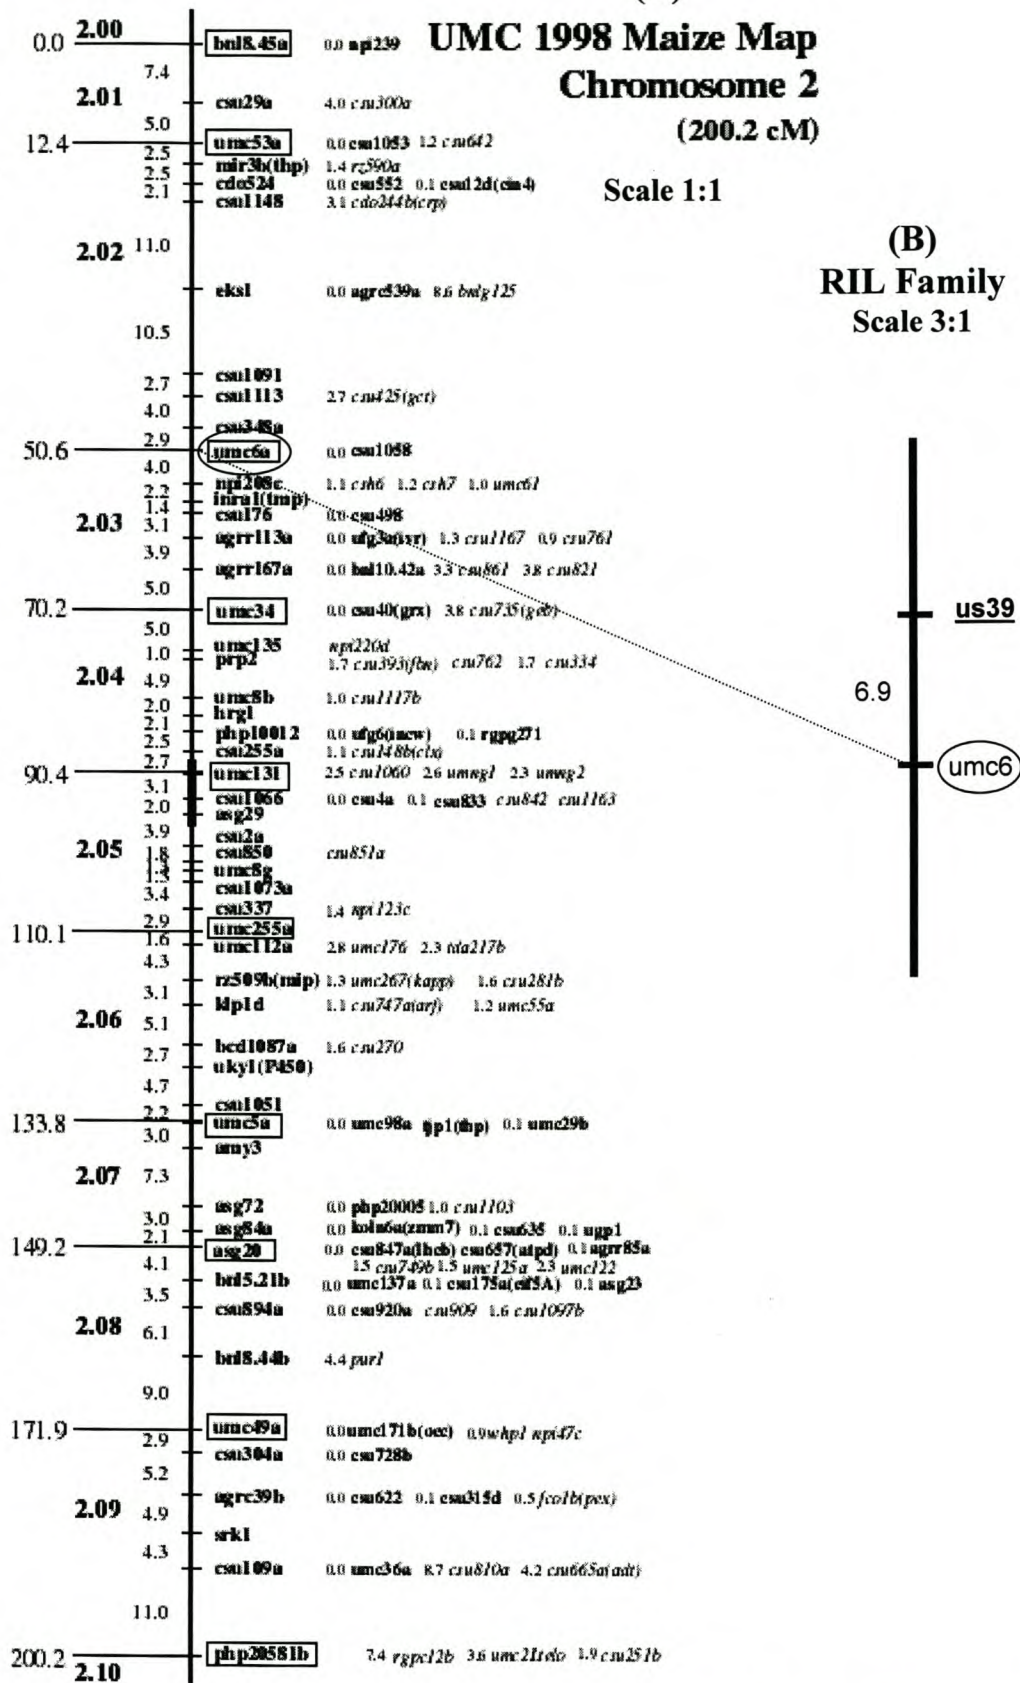 2.00
0.0 bnl8.45a 0.0 npi239
UMC 1998 Maize Map
Chromosome 2
(200.2 cM)
Scale 1:1
7.4
2.01
csu29a 4.0 csu300a
5.0
12.4 umc53a 0.0 csu1053 1.2 csu642
2.5
mir3b(thp) 1.4 rz590a
2.5
cdo524 0.0 csu552 0.1 csu12d(cin4)
2.1
csu1148 3.1 cdo244b(crp)
2.02 11.0
eks1 0.0 agrc539a 8.6 bnlg125
10.5
csu1091
2.7
csu1113 2.7 csu425(gct)
4.0
csu348a
2.9
50.6 umc6a 0.0 csu1058
4.0
npi208c 1.1 csh6 1.2 csh7 1.0 umc61
2.2
inra1(tmp)
1.4
csu176 0.0 csu498
2.03 3.1
agrr113a 0.0 ufg3a(ivr) 1.3 csu1167 0.9 csu761
3.9
agrr167a 0.0 bnl10.42a 3.3 csu861 3.8 csu821
5.0
70.2 umc34 0.0 csu40(grx) 3.8 csu735(geb)
5.0
umc135 npi220d
1.0
prp2 1.7 csu393(fbn) csu762 1.7 csu334
2.04 4.9
umc8b 1.0 csu1117b
2.0
hrg1
2.1
php10012 0.0 ufg6(incw) 0.1 rgpg271
2.5
csu255a 1.1 csu148b(clx)
2.7
90.4 umc131 2.5 csu1060 2.6 umng1 2.3 umng2
3.1
csu1066 0.0 csu4a 0.1 csu833 csu842 csu1163
2.0
asg29
3.9
csu2a
2.05 1.8
csu850 csu851a
umc8g
csu1073a
3.4
csu337 1.4 npi123c
2.9
110.1 umc255a
1.6
umc112a 2.8 umc176 2.3 tda217b
4.3
rz509b(mip) 1.3 umc267(kapp) 1.6 csu281b
3.1
klp1d 1.1 csu747a(arf) 1.2 umc55a
2.06 5.1
bcd1087a 1.6 csu270
2.7
uky1(P450)
4.7
csu1051
2.2
133.8 umc5a 0.0 umc98a tip1(thp) 0.1 umc29b
3.0
amy3
2.07 7.3
asg72 0.0 php20005 1.0 csu1103
3.0
asg84a 0.0 koln6a(zmm7) 0.1 csu635 0.1 ugp1
2.1
149.2 asg20 0.0 csu847a(lhcb) csu657(atpd) 0.1 agrr85a
4.1 1.5 csu749b 1.5 umc125a 2.3 umc122
bnl5.21b 0.0 umc137a 0.1 csu175a(eif5A) 0.1 asg23
3.5
csu894a 0.0 csu920a csu909 1.6 csu1097b
2.08 6.1
bnl8.44b 4.4 pur1
9.0
171.9 umc49a 0.0umc171b(oec) 0.9whp1 npi47c
2.9
csu304a 0.0 csu728b
5.2
agrc39b 0.0 csu622 0.1 csu315d 0.5 fco1b(pex)
2.09 4.9
srk1
4.3
csu109a 0.0 umc36a 8.7 csu810a 4.2 csu665a(adt)
11.0
200.2 php20581b 7.4 rgpc12b 3.6 3.6 1.9 csu251b
2.10
(B)
RIL Family
Scale 3:1
us39
6.9
umc6